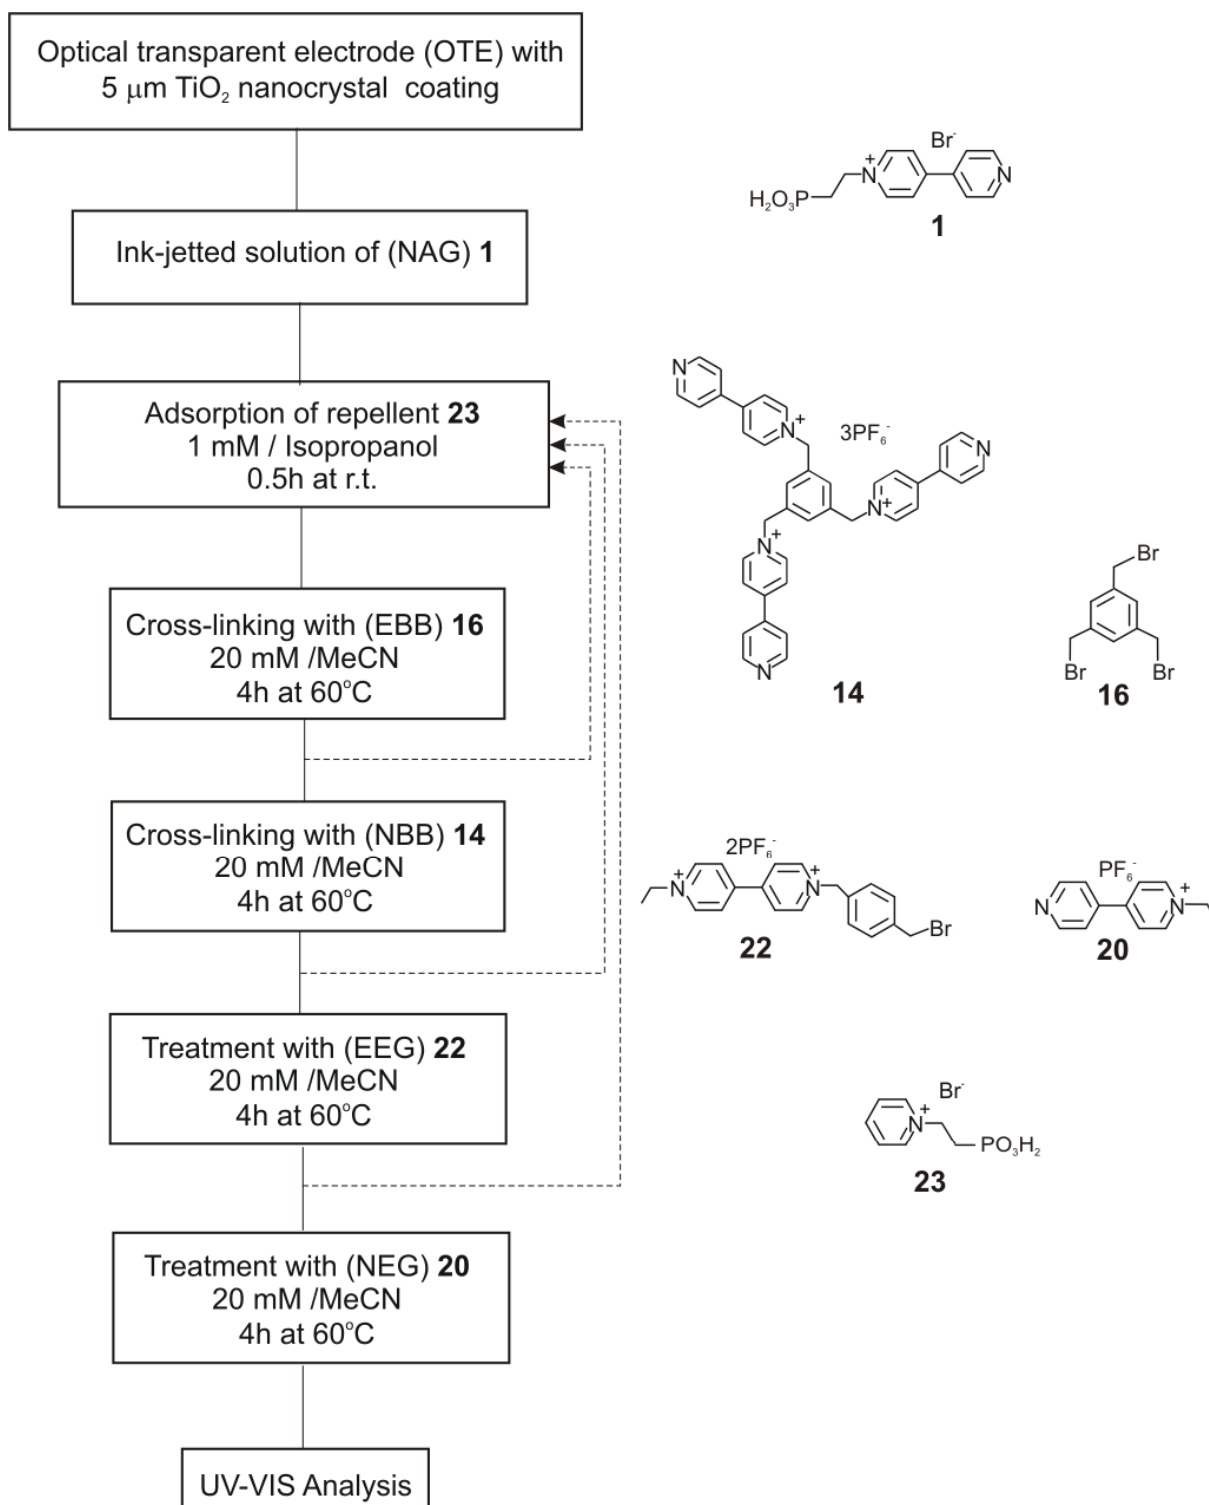 Optical transparent electrode (OTE) with
5 μm TiO₂ nanocrystal coating
Ink-jetted solution of (NAG) 1
Adsorption of repellent 23
1 mM / Isopropanol
0.5h at r.t.
Cross-linking with (EBB) 16
20 mM /MeCN
4h at 60°C
Cross-linking with (NBB) 14
20 mM /MeCN
4h at 60°C
Treatment with (EEG) 22
20 mM /MeCN
4h at 60°C
Treatment with (NEG) 20
20 mM /MeCN
4h at 60°C
UV-VIS Analysis
Br⁻
H₂O₃P
N⁺
N
1
N
N⁺
3PF₆⁻
N
N⁺
N⁺
N
14
Br
Br
Br
16
2PF₆⁻
N⁺
N⁺
Br
22
PF₆⁻
N
N⁺
20
Br⁻
N⁺
PO₃H₂
23